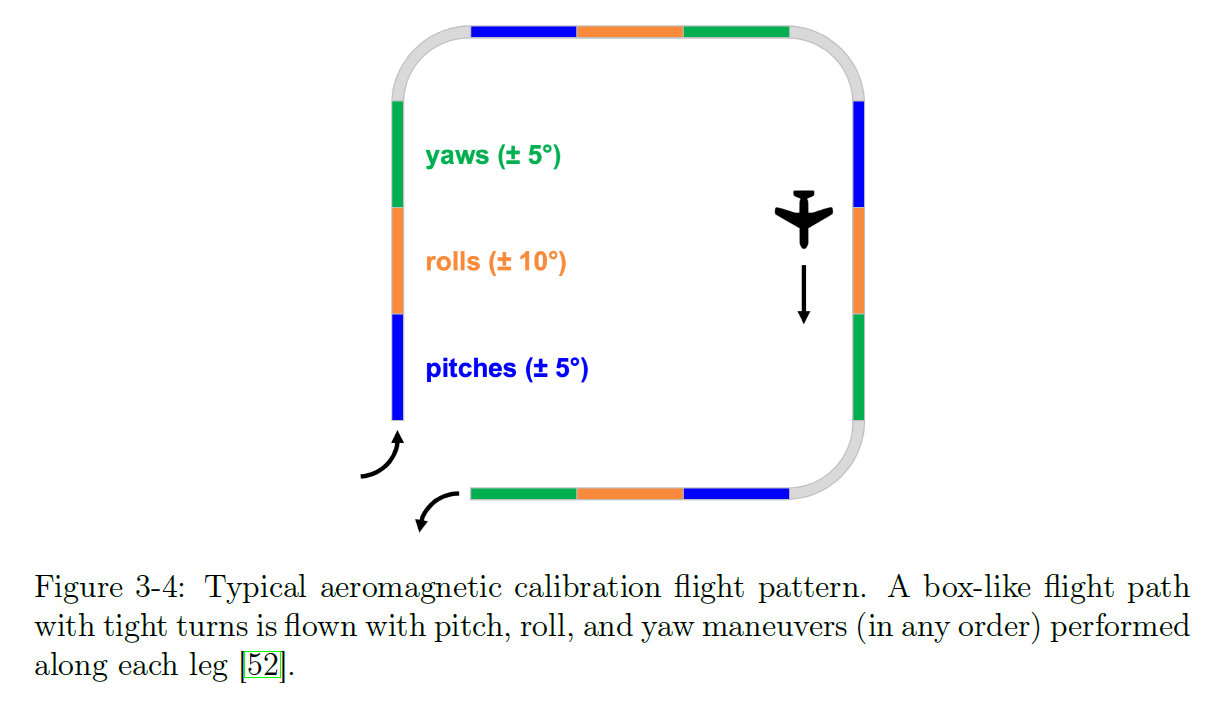 yaws (± 5°)
rolls (± 10°)
pitches (± 5°)
Figure 3-4: Typical aeromagnetic calibration flight pattern. A box-like flight path
with tight turns is flown with pitch, roll, and yaw maneuvers (in any order) performed
along each leg [52].